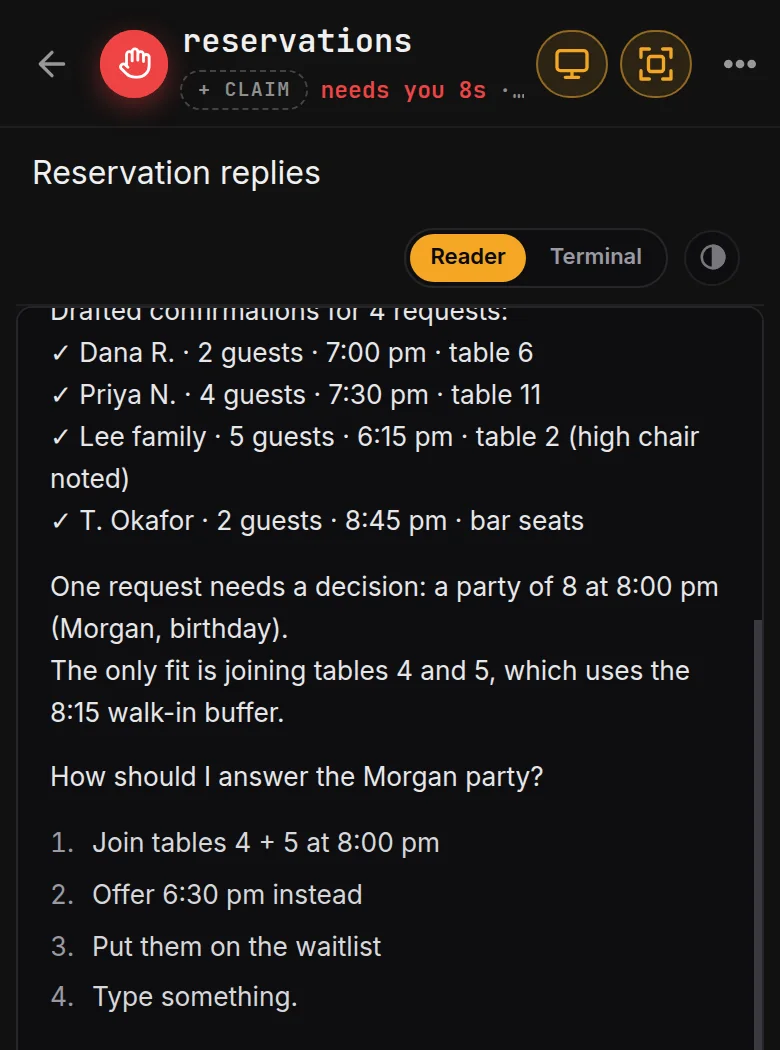 reservations
+ CLAIM needs you 8s ·…
Reservation replies
Reader Terminal
Drafted confirmations for 4 requests:
✓ Dana R. · 2 guests · 7:00 pm · table 6
✓ Priya N. · 4 guests · 7:30 pm · table 11
✓ Lee family · 5 guests · 6:15 pm · table 2 (high chair
noted)
✓ T. Okafor · 2 guests · 8:45 pm · bar seats
One request needs a decision: a party of 8 at 8:00 pm
(Morgan, birthday).
The only fit is joining tables 4 and 5, which uses the
8:15 walk-in buffer.
How should I answer the Morgan party?
1. Join tables 4 + 5 at 8:00 pm
2. Offer 6:30 pm instead
3. Put them on the waitlist
4. Type something.